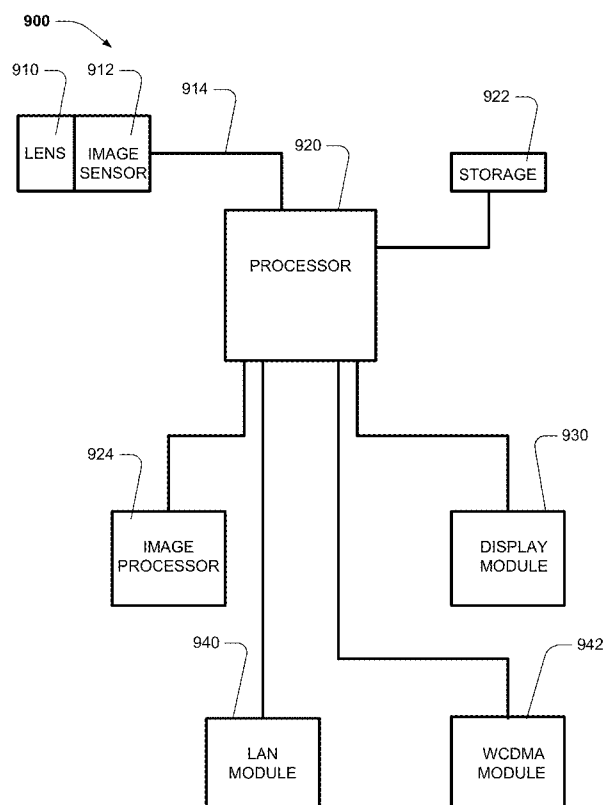 900
910
912
914
920
922
LENS
IMAGE
SENSOR
STORAGE
PROCESSOR
924
930
IMAGE
PROCESSOR
DISPLAY
MODULE
940
942
LAN
MODULE
WCDMA
MODULE